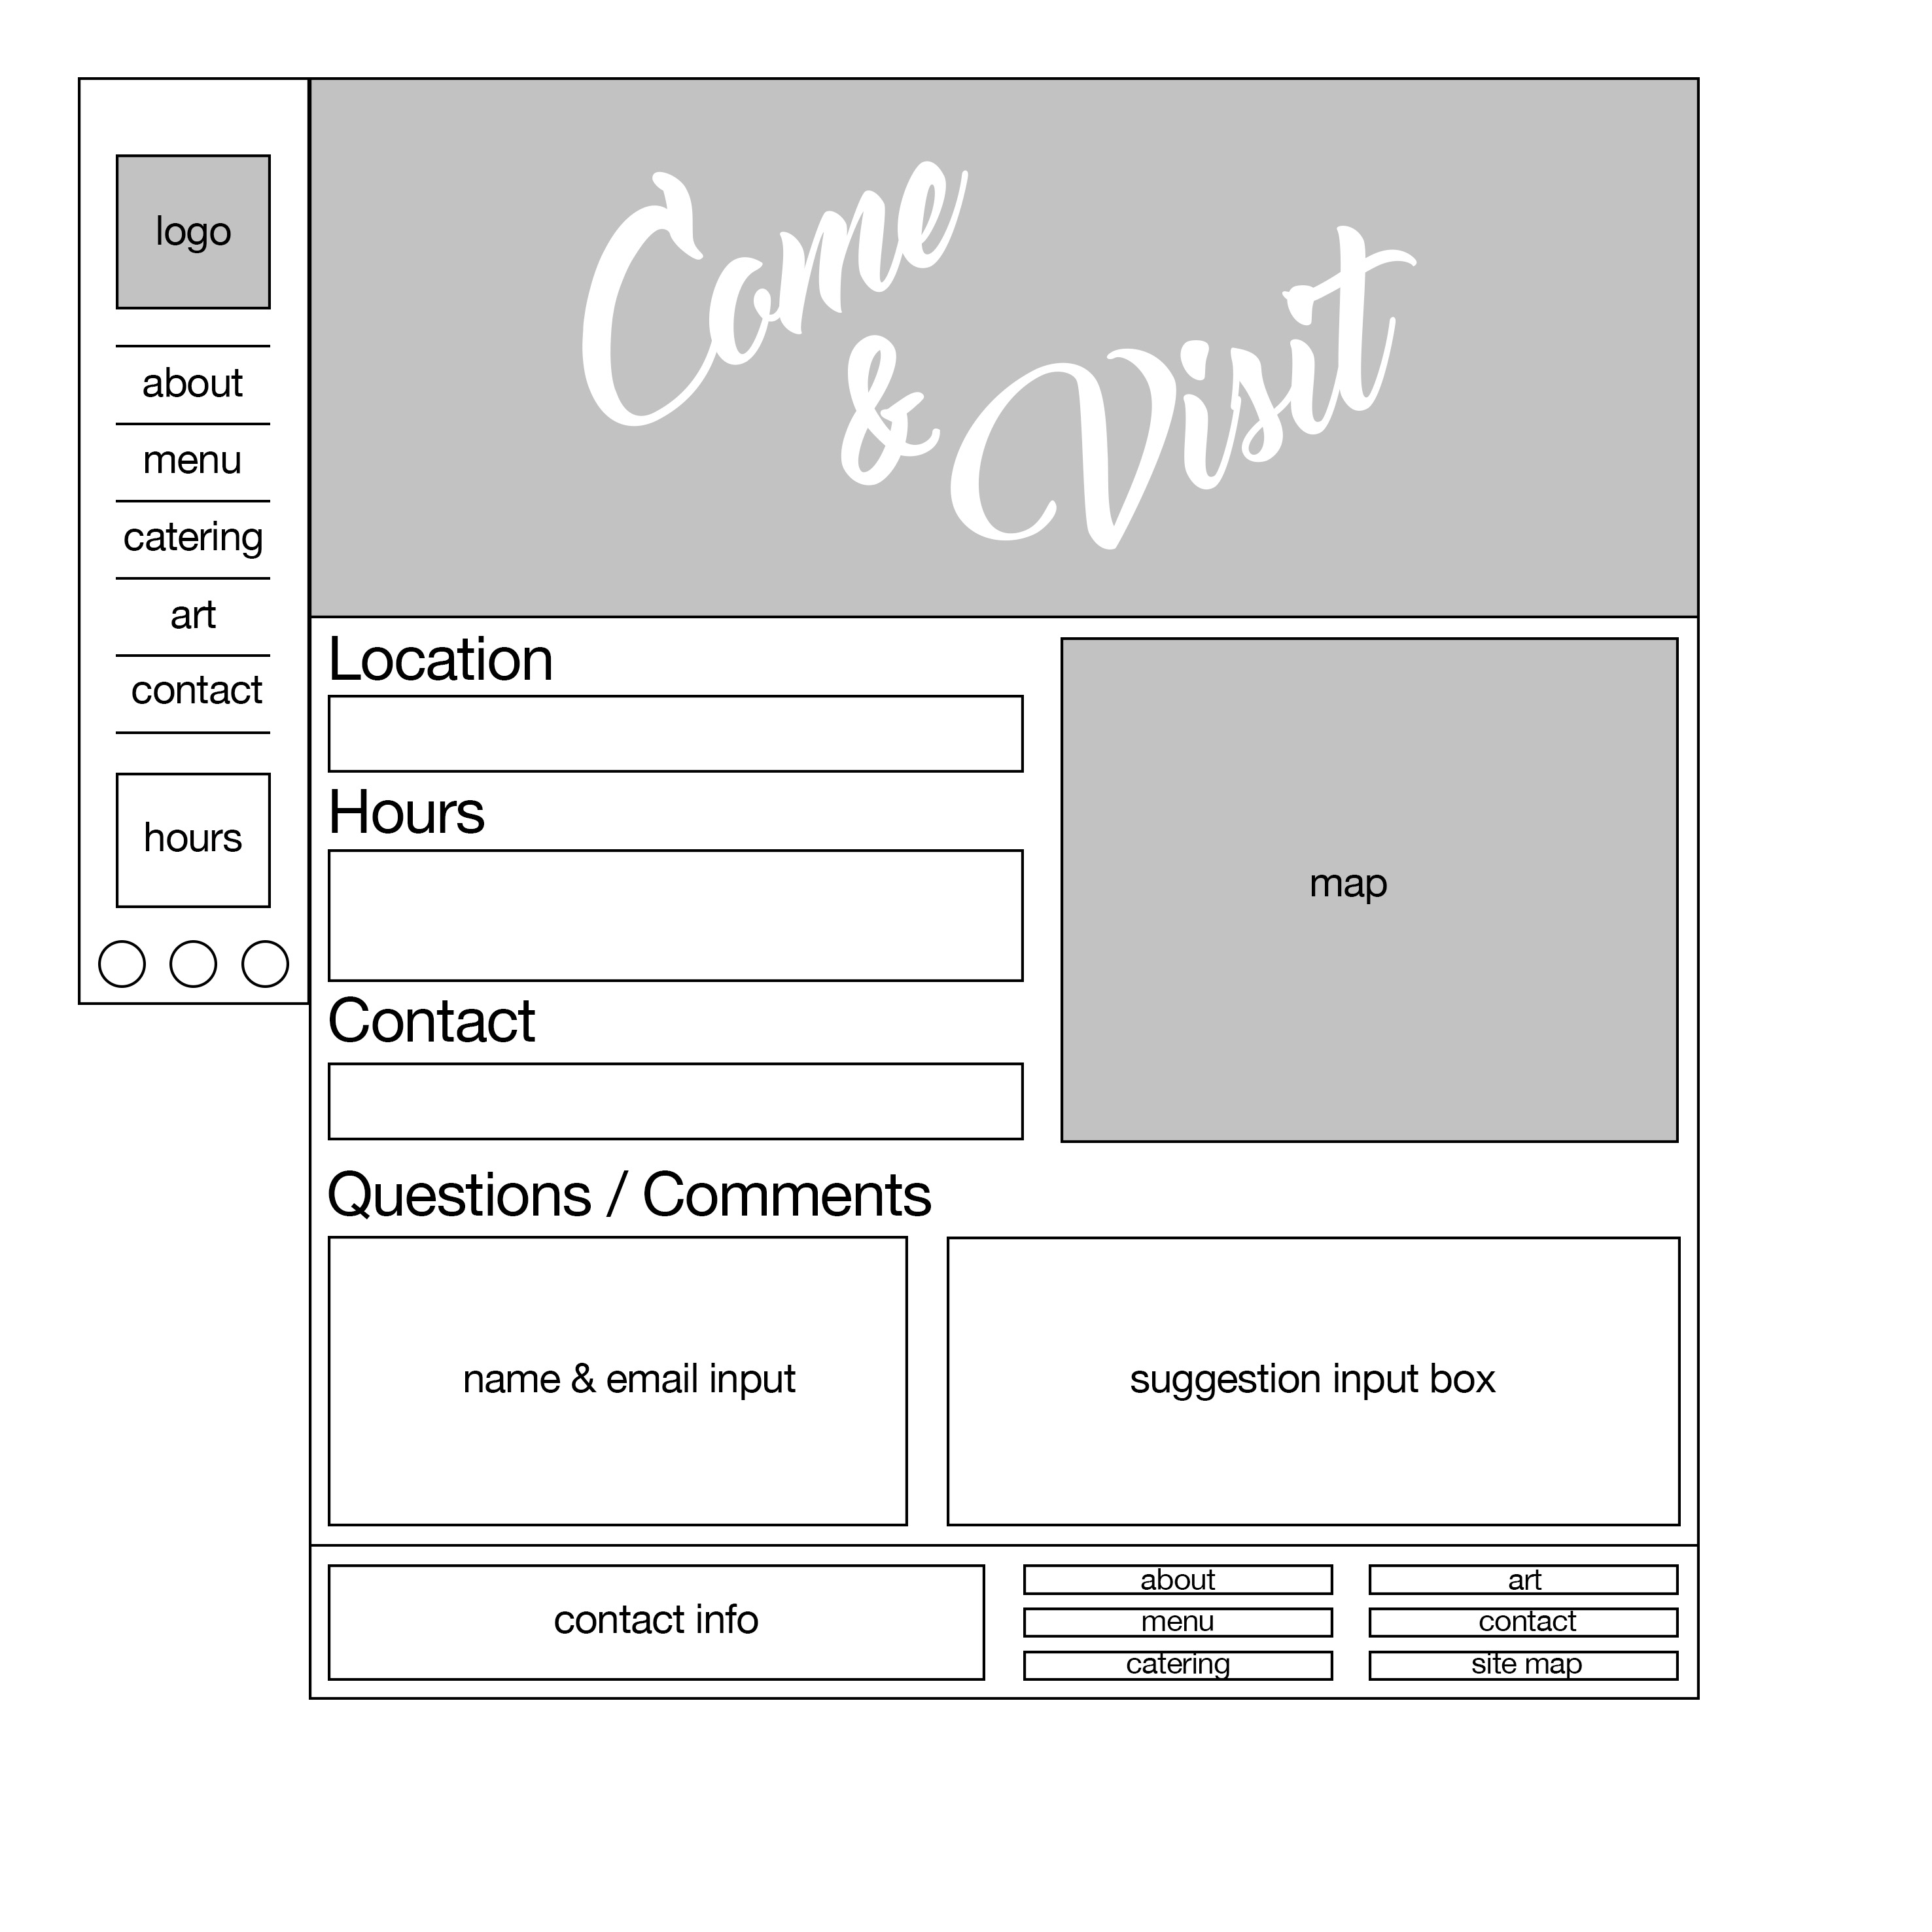 logo
about
menu
catering
art
contact
hours
Come
& Visit
Location
Hours
Contact
map
Questions / Comments
name & email input
suggestion input box
contact info
about
menu
catering
art
contact
site map